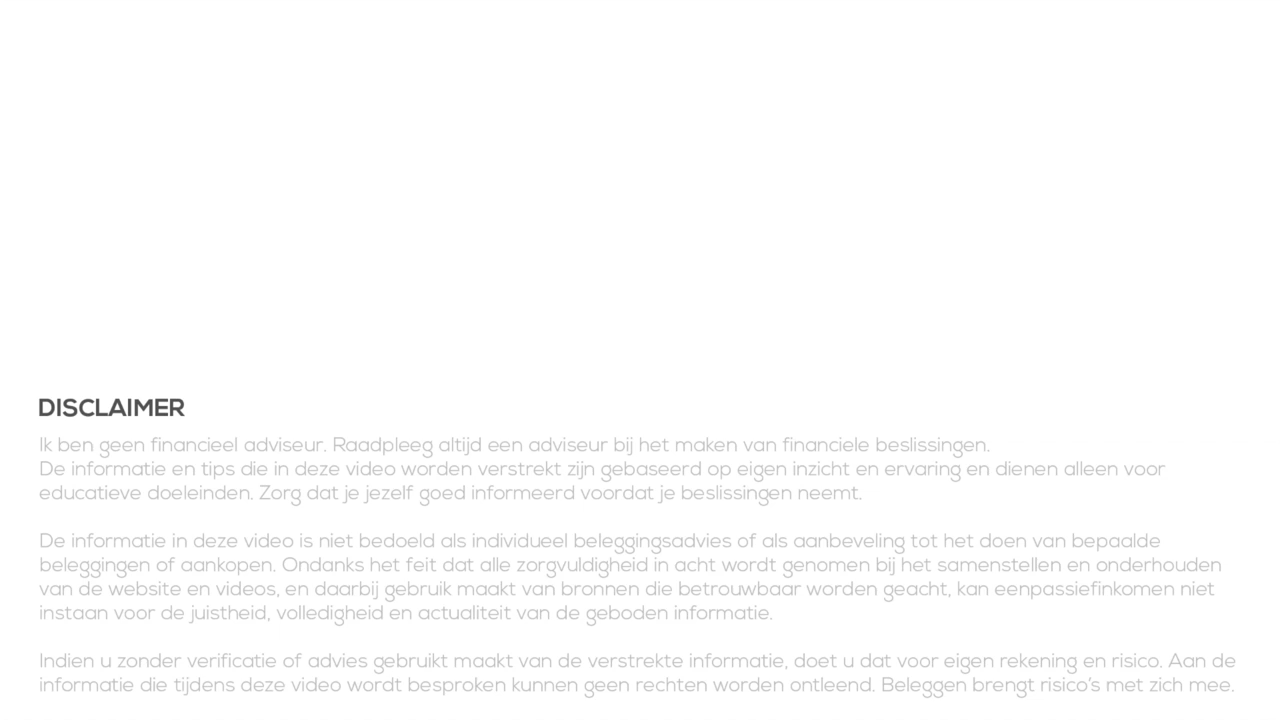 DISCLAIMER
Ik ben geen financieel adviseur. Raadpleeg altijd een adviseur bij het maken van financiele beslissingen.
De informatie en tips die in deze video worden verstrekt zijn gebaseerd op eigen inzicht en ervaring en dienen alleen voor
educatieve doeleinden. Zorg dat je jezelf goed informeerd voordat je beslissingen neemt.
De informatie in deze video is niet bedoeld als individueel beleggingsadvies of als aanbeveling tot het doen van bepaalde
beleggingen of aankopen. Ondanks het feit dat alle zorgvuldigheid in acht wordt genomen bij het samenstellen en onderhouden
van de website en videos, en daarbij gebruik maakt van bronnen die betrouwbaar worden geacht, kan eenpassiefinkomen niet
instaan voor de juistheid, volledigheid en actualiteit van de geboden informatie.
Indien u zonder verificatie of advies gebruikt maakt van de verstrekte informatie, doet u dat voor eigen rekening en risico. Aan de
informatie die tijdens deze video wordt besproken kunnen geen rechten worden ontleend. Beleggen brengt risico's met zich mee.